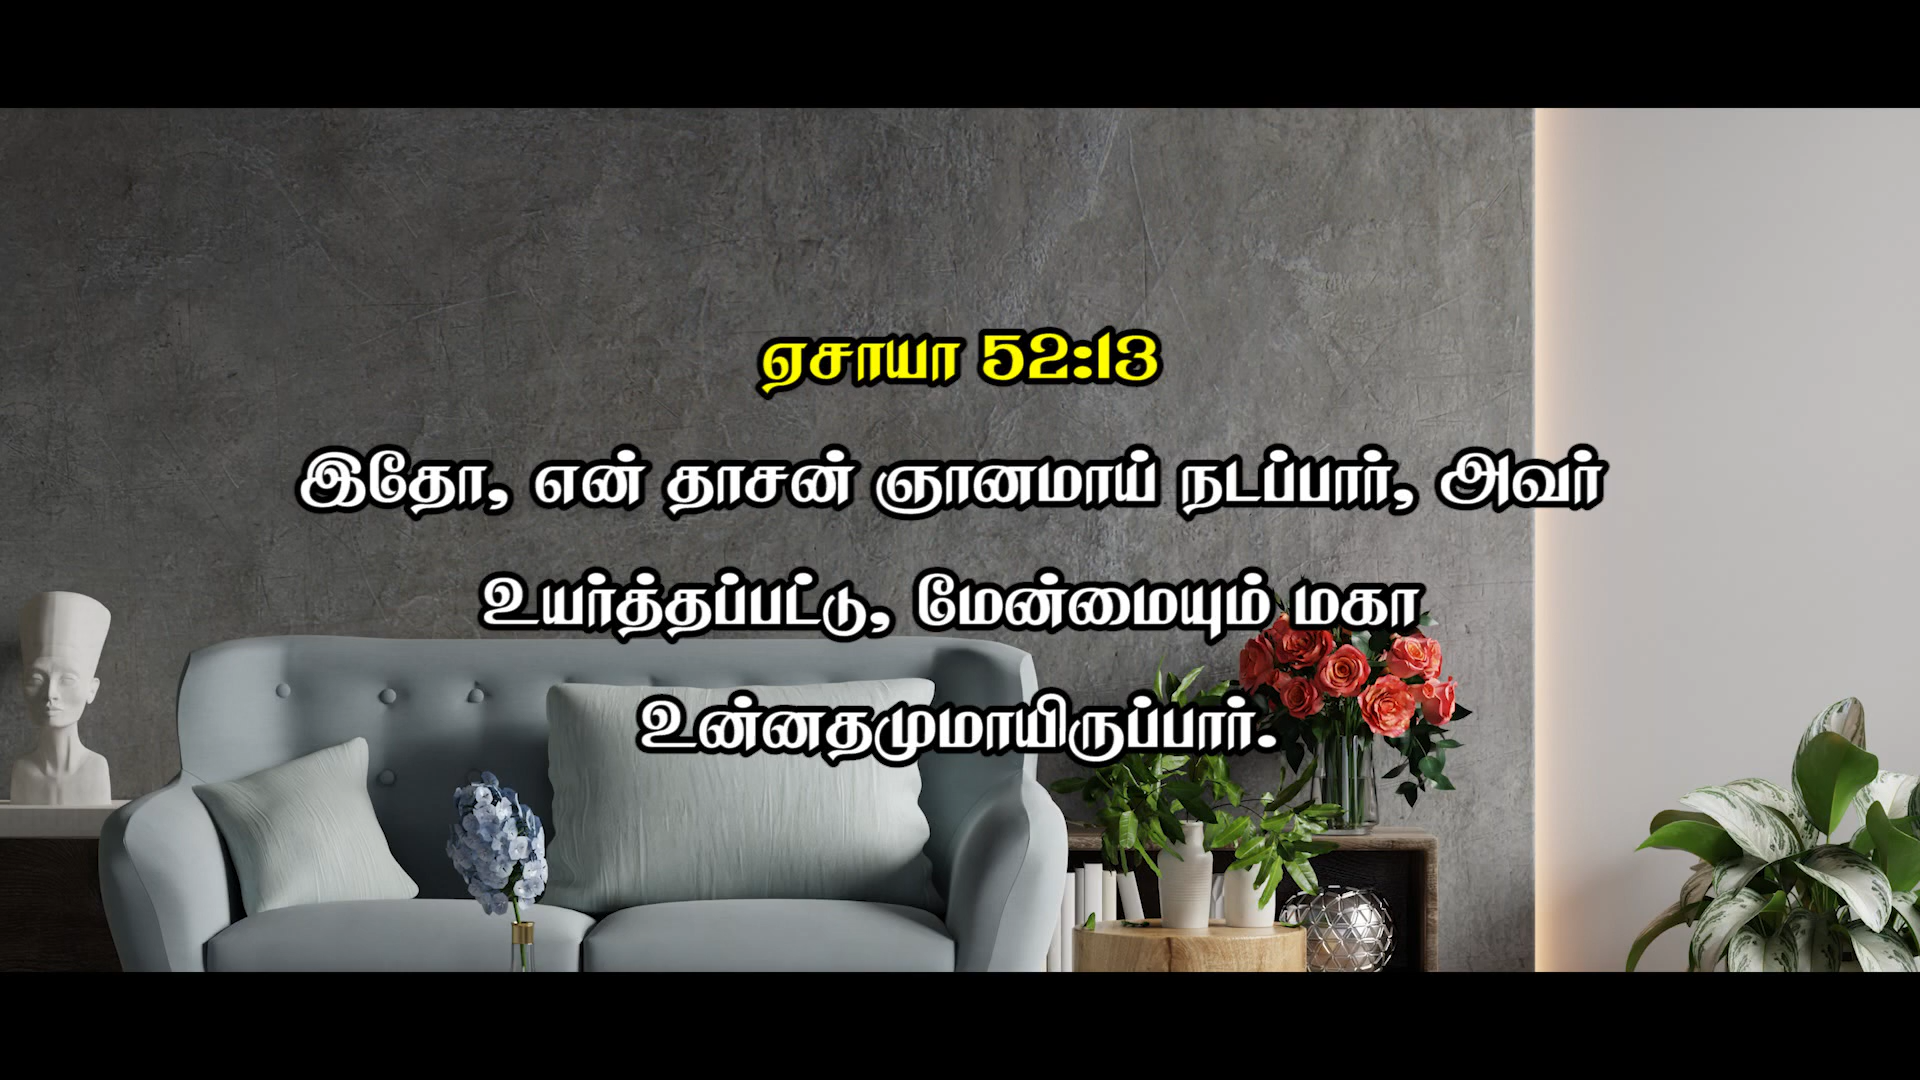 ஏசாயா 52:13
இதோ, என் தாசன் ஞானமாய் நடப்பார், அவர்
உயர்த்தப்பட்டு, மேன்மையும் மகா
உன்னதமுமாயிருப்பார்.